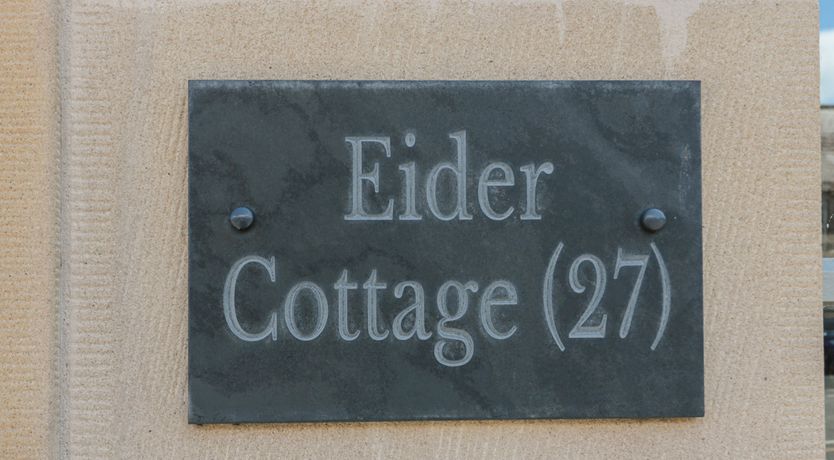 Eider
Cottage (27)